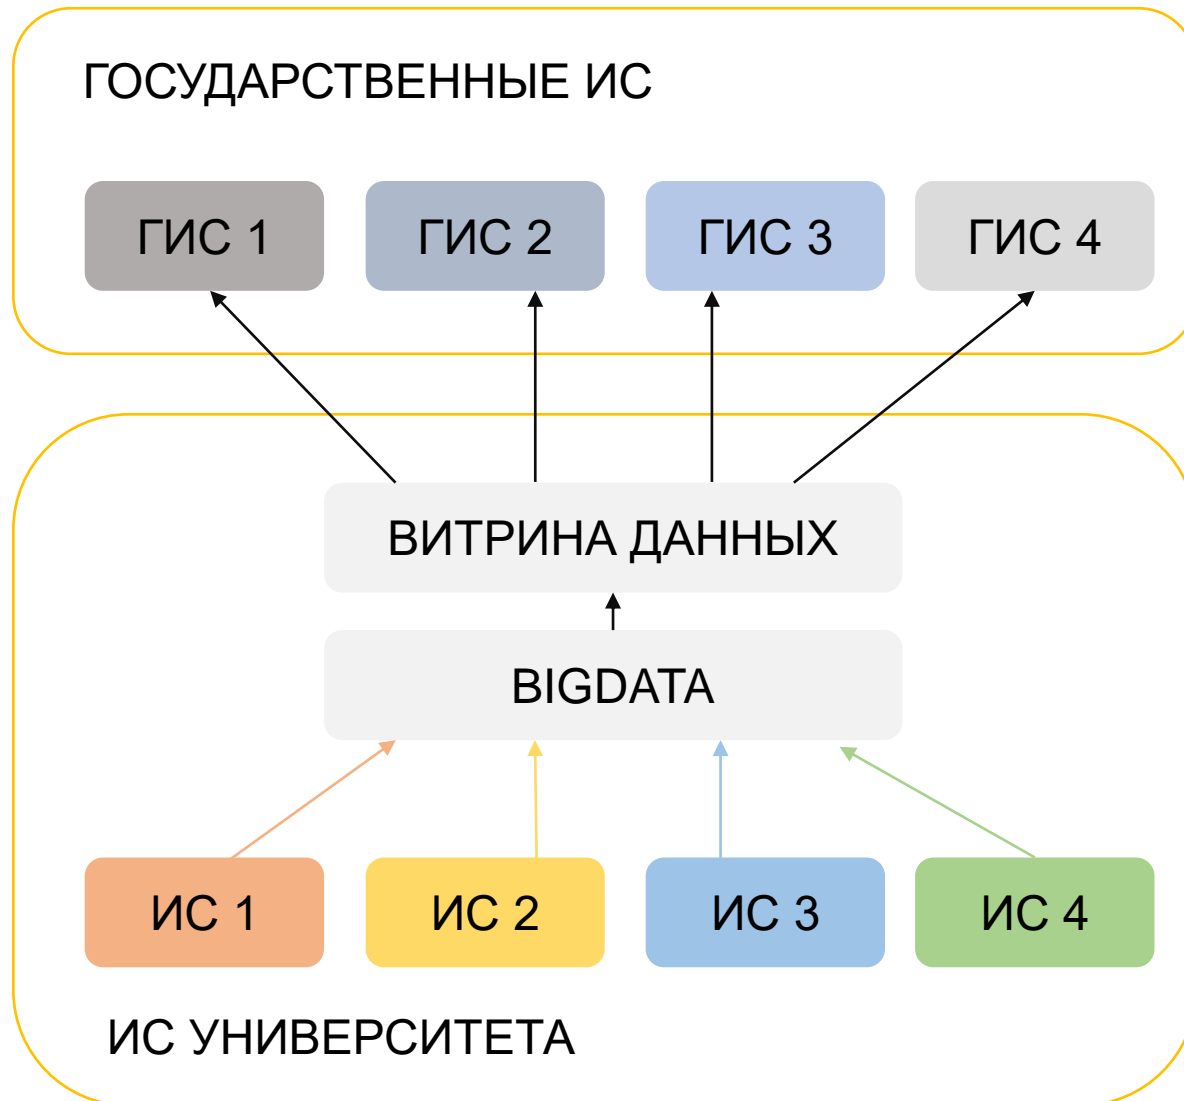 ГОСУДАРСТВЕННЫЕ ИС
ГИС 1
ГИС 2
ГИС 3
ГИС 4
ВИТРИНА ДАННЫХ
BIGDATA
ИС 1
ИС 2
ИС 3
ИС 4
ИС УНИВЕРСИТЕТА